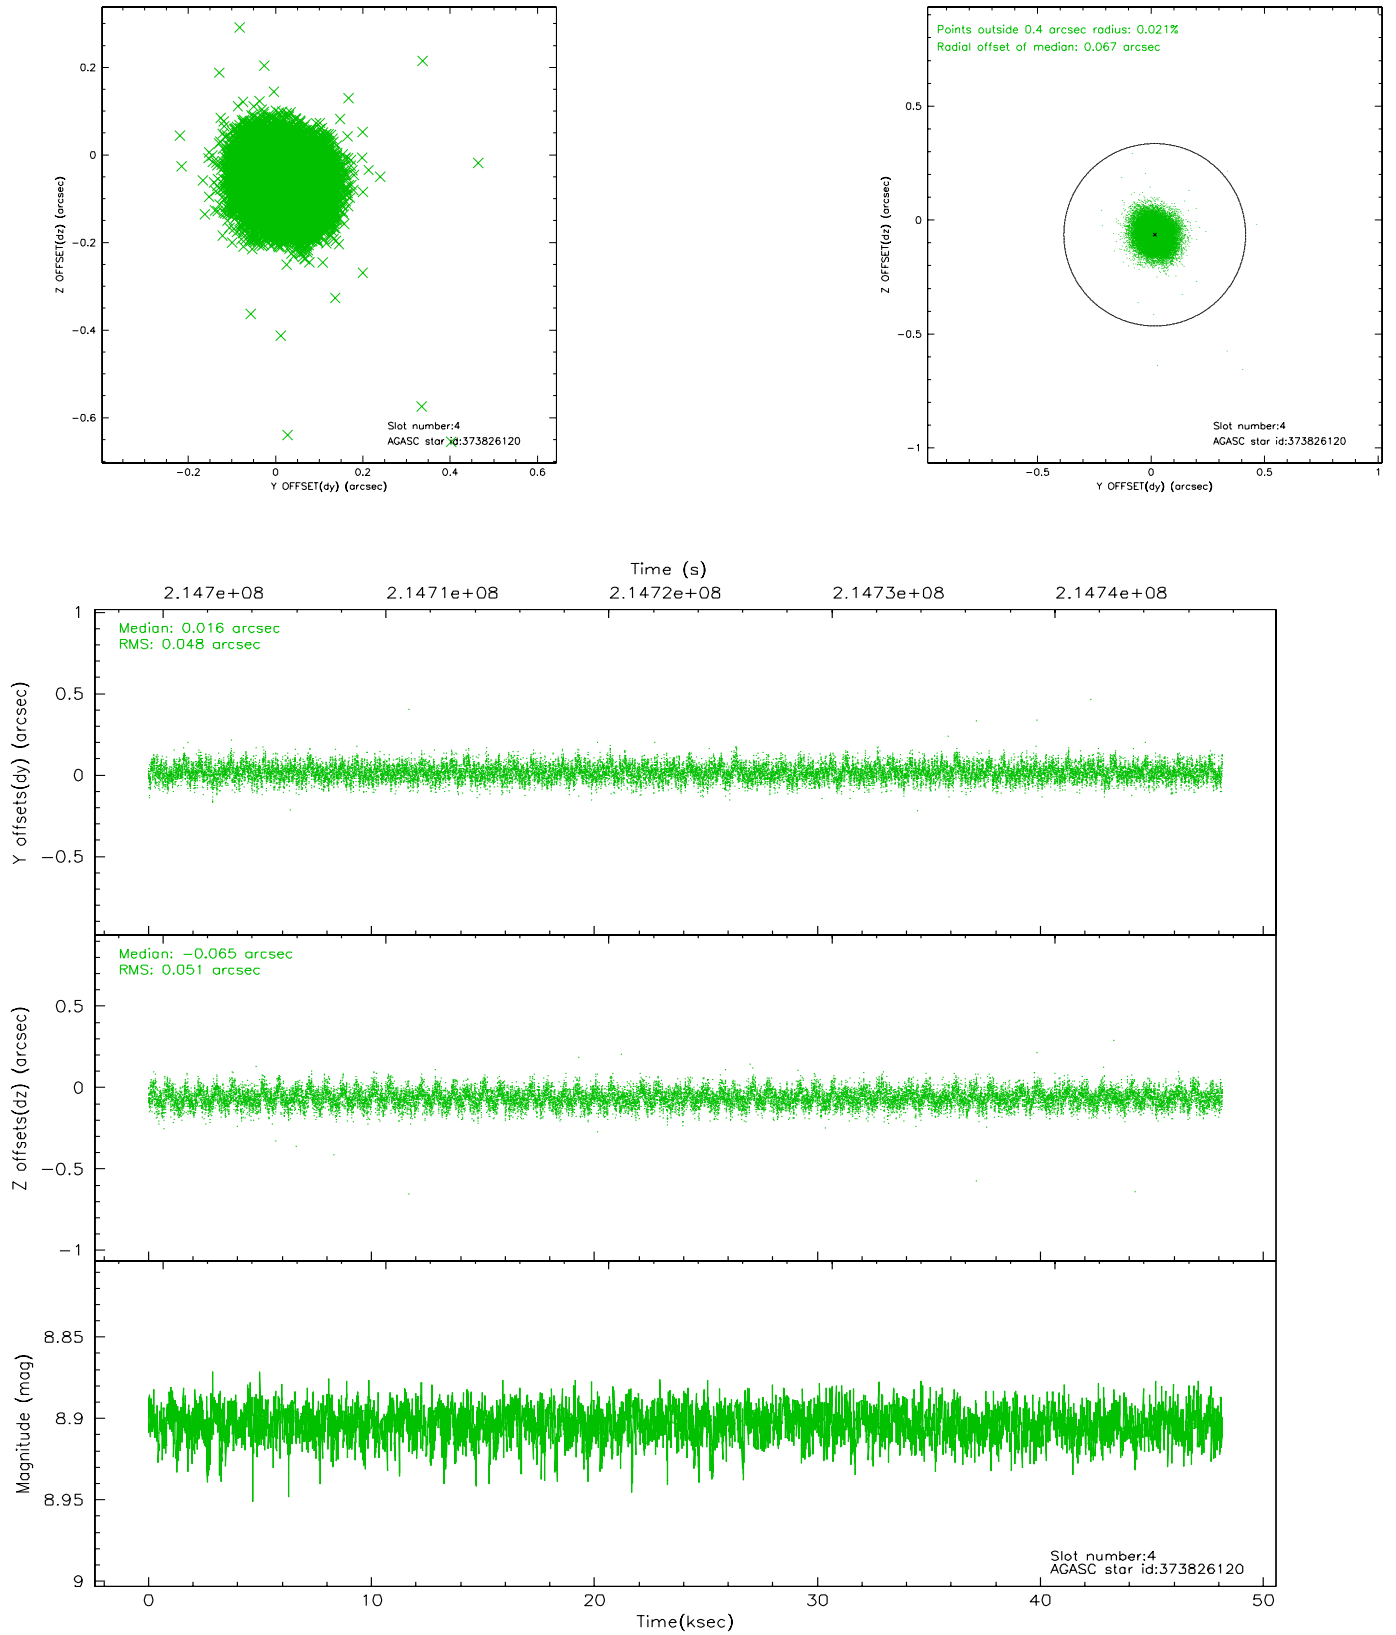 0.2
0
−0.2
−0.4
−0.6
Z OFFSET(dz) (arcsec)
Slot number:4
AGASC star id:373826120
−0.2 0 0.2 0.4 0.6
Y OFFSET(dy) (arcsec)
Points outside 0.4 arcsec radius: 0.021%
Radial offset of median: 0.067 arcsec
0.5
0
−0.5
−1
Z OFFSET(dz) (arcsec)
Slot number:4
AGASC star id:373826120
−0.5 0 0.5 1
Y OFFSET(dy) (arcsec)
Time (s)
2.147e+08 2.1471e+08 2.1472e+08 2.1473e+08 2.1474e+08
Median: 0.016 arcsec
RMS: 0.048 arcsec
1
0.5
0
−0.5
Y offsets(dy) (arcsec)
Median: −0.065 arcsec
RMS: 0.051 arcsec
0.5
0
−0.5
−1
Z offsets(dz) (arcsec)
8.85
8.9
8.95
9
Magnitude (mag)
Slot number:4
AGASC star id:373826120
0 10 20 30 40 50
Time(ksec)